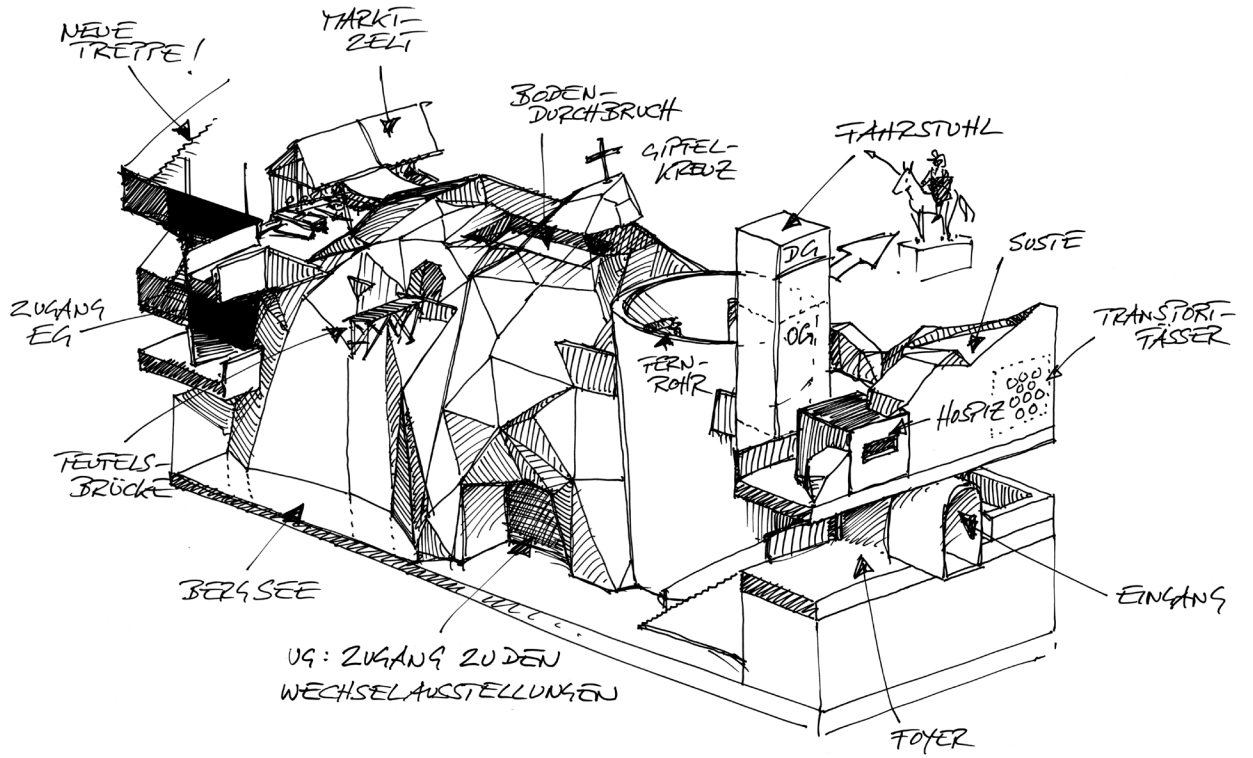 NEUE
TREPPE!
MARKT-
ZELT
BODEN-
DURCHBRUCH
GIPFEL-
KREUZ
FAHRSTUHL
DG
OG!
SUSTE
TRANSPORT-
FÄSSER
ZUGANG
EG
FERN-
ROHR
HOSPIZ
TEUFELS-
BRÜCKE
BERGSEE
UG: ZUGANG ZU DEN
WECHSELAUSSTELLUNGEN
EINGANG
FOYER